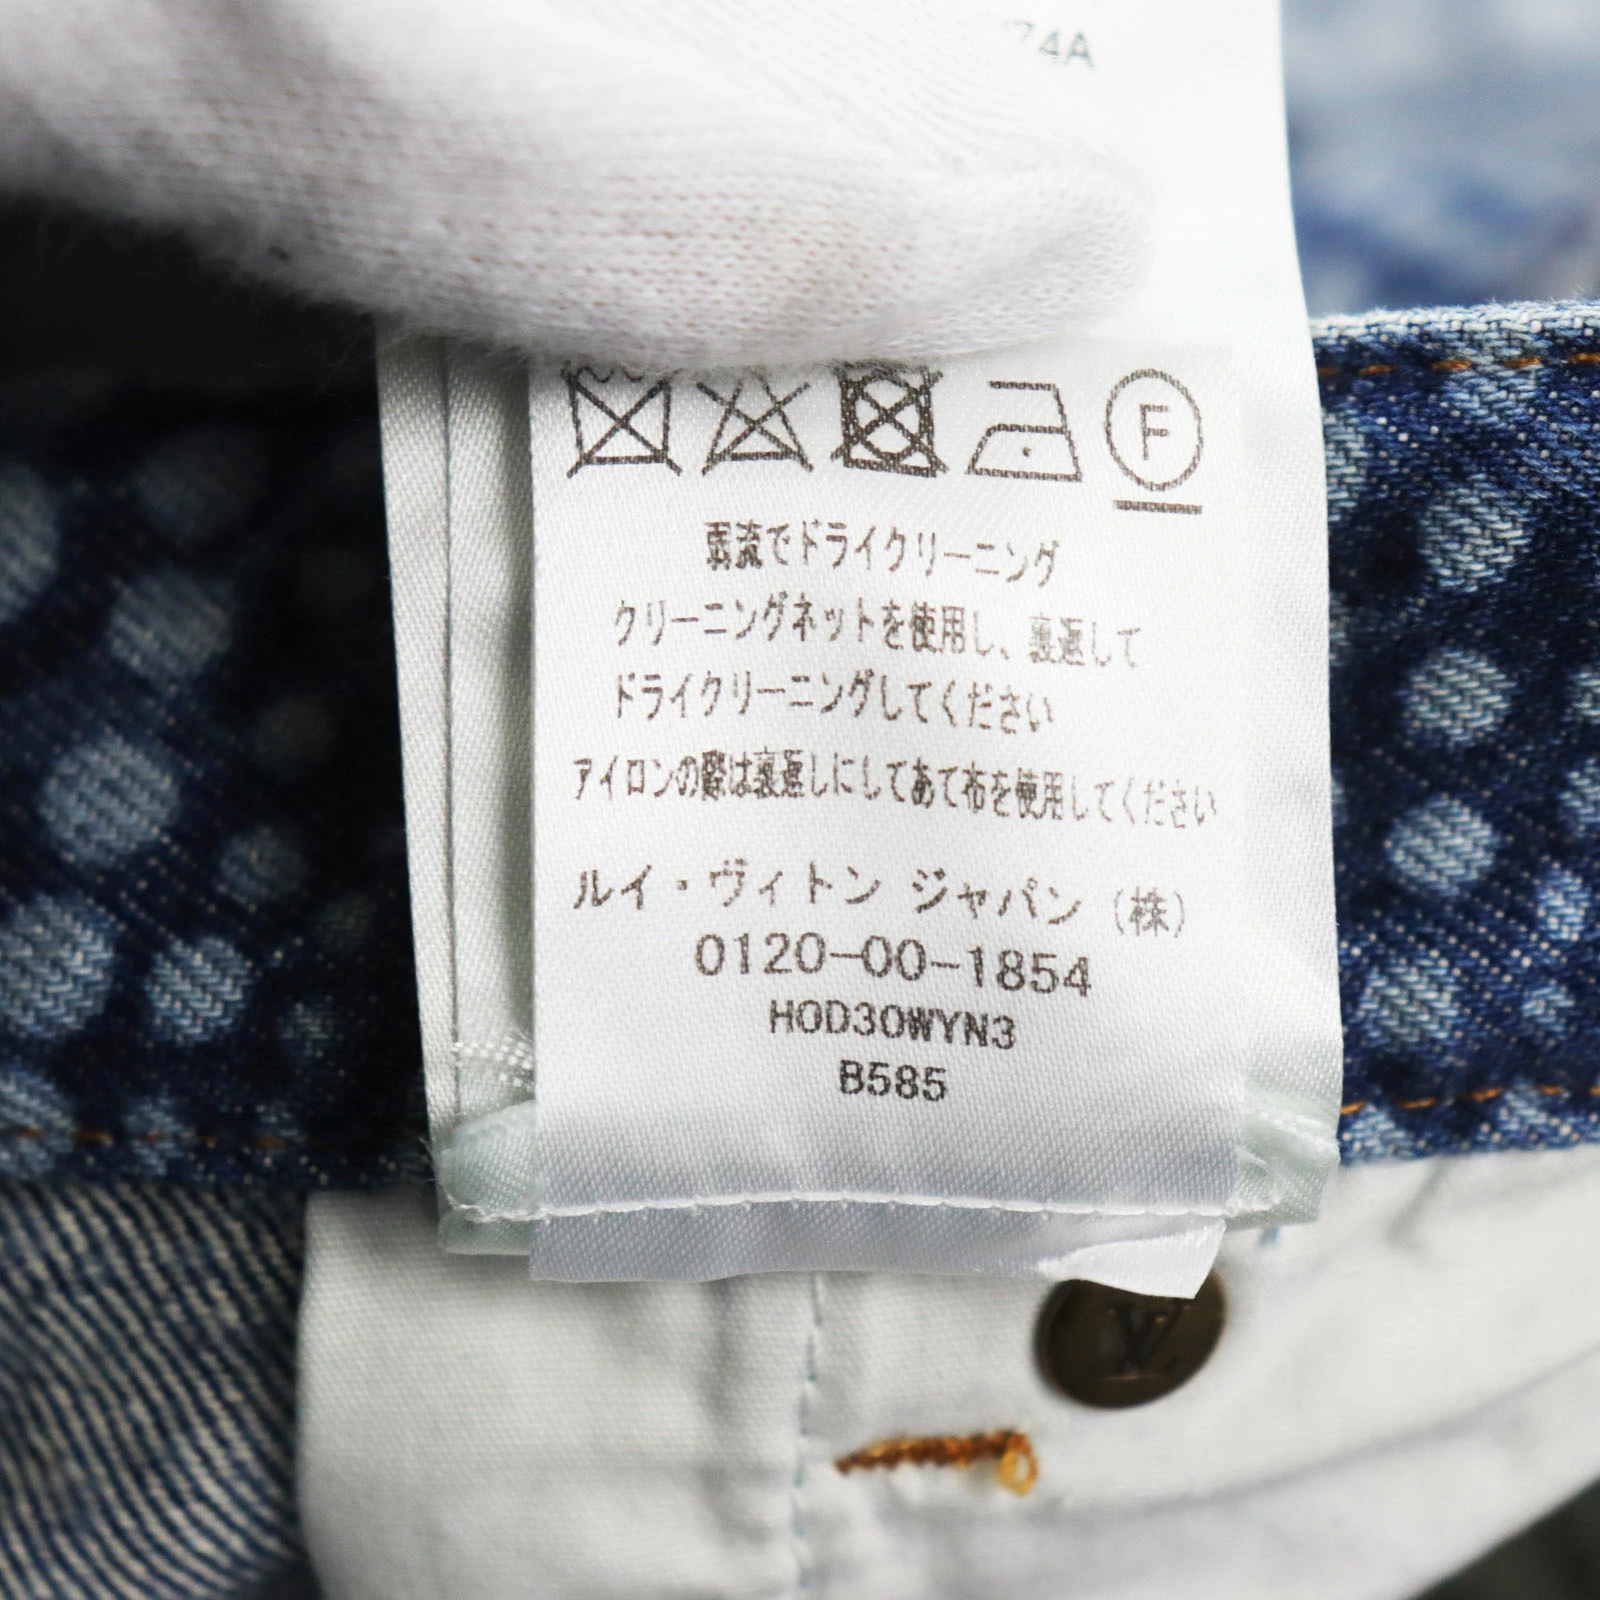 74A
F
弱流でドライクリーニング
クリーニングネットを使用し、裏返して
ドライクリーニングしてください
アイロンの際は裏返しにしてあて布を使用してください
ルイ・ヴィトン ジャパン (株)
0120-00-1854
HOD30WYN3
B585
LV